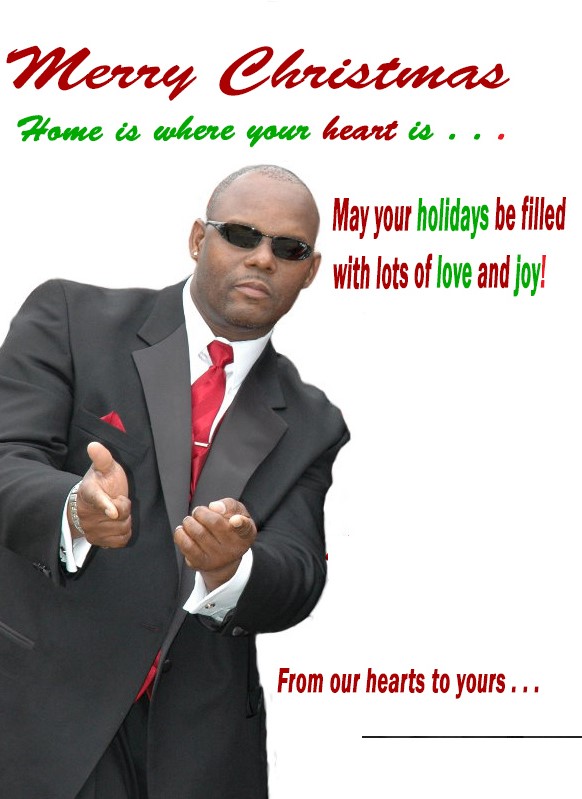 Merry Christmas
Home is where your heart is . . .
May your holidays be filled
with lots of love and joy!
From our hearts to yours . . .